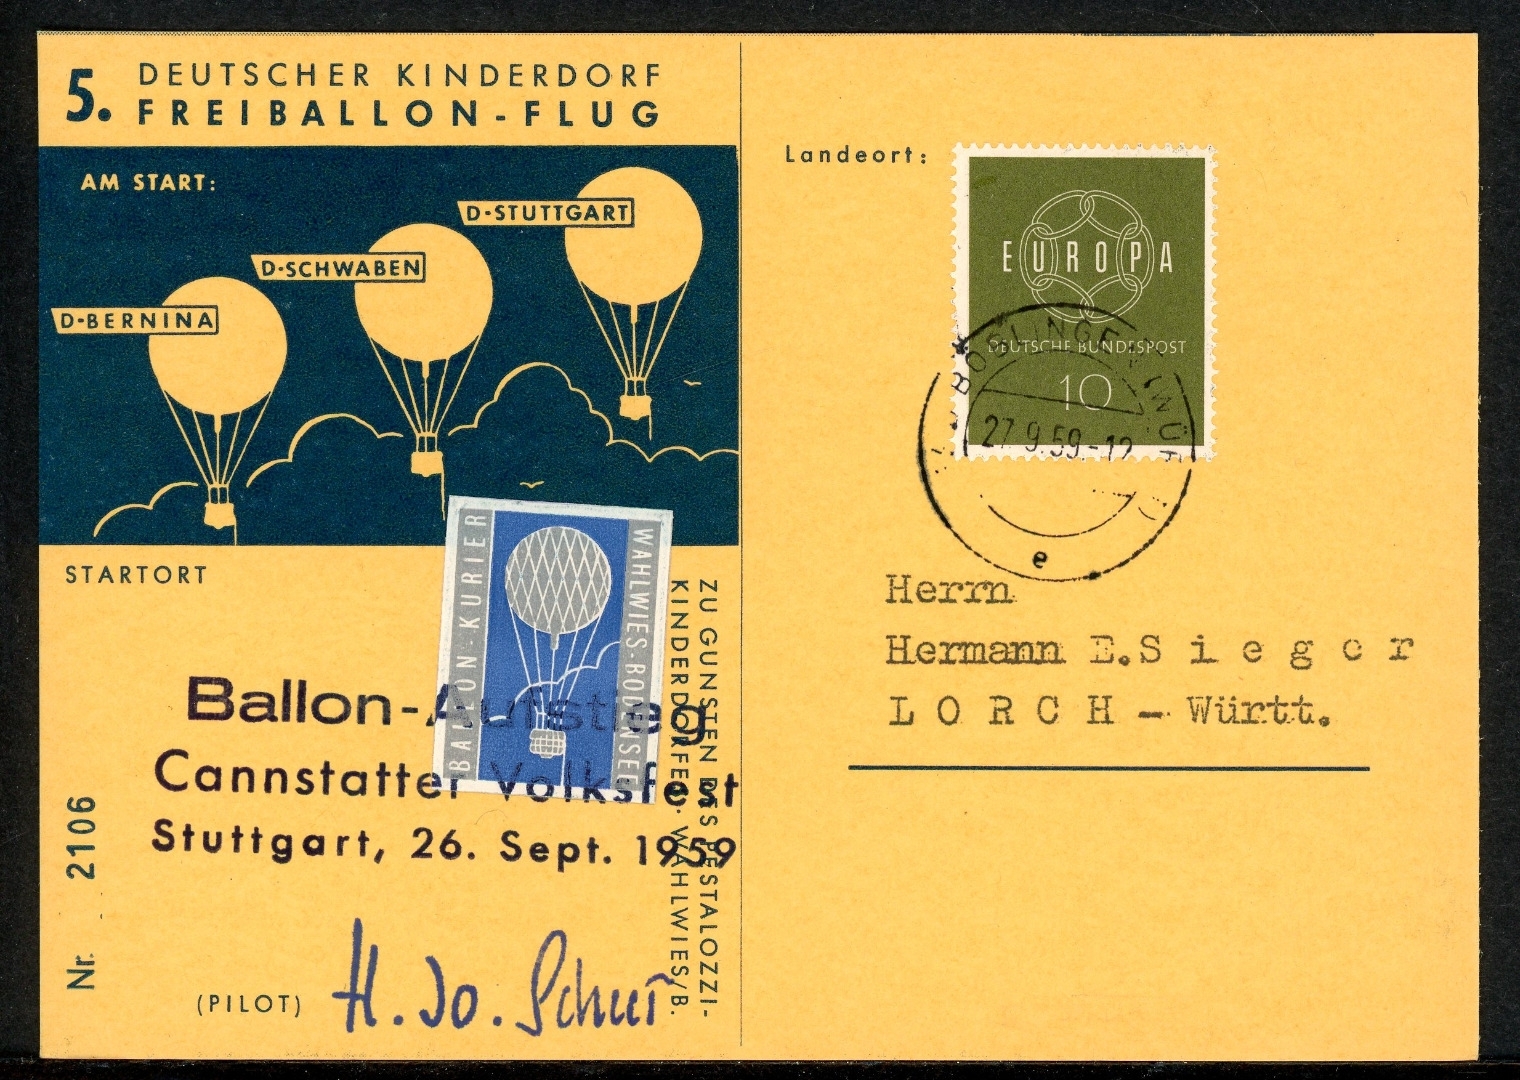 5. DEUTSCHER KINDERDORF
FREIBALLON-FLUG
AM START:
D-STUTTGART
D-SCHWABEN
D-BERNINA
STARTORT
BALLON-KURIER
WAHLWIES·BODENSEE
ZU GUNSTEN DES PESTALOZZI-
KINDERDORFES, WAHLWIES/B.
Ballon-Aufstieg
Cannstatter Volksfest
Stuttgart, 26. Sept. 1959
Nr. 2106
(PILOT)
H. Jo.
Landeort:
EUROPA
DEUTSCHE BUNDESPOST
10
27.9.59.-12
e
Herrn
Hermann E.Sieger
LORCH - Württ.